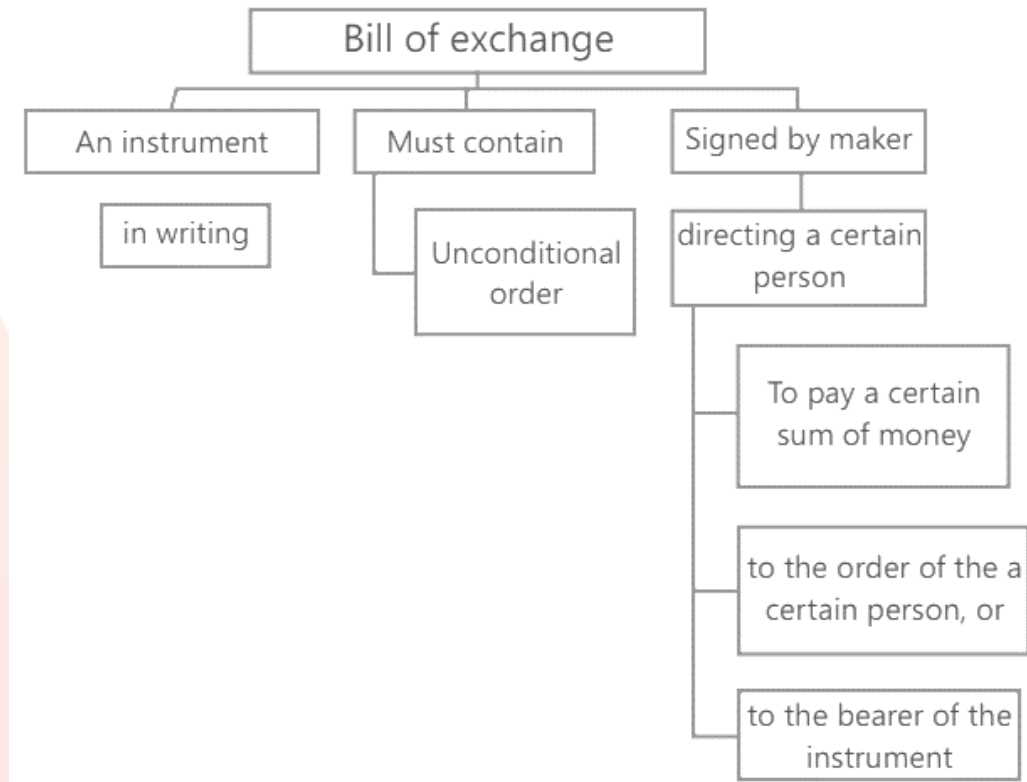 Bill of exchange
An instrument
in writing
Must contain
Unconditional
order
Signed by maker
directing a certain
person
To pay a certain
sum of money
to the order of the a
certain person, or
to the bearer of the
instrument